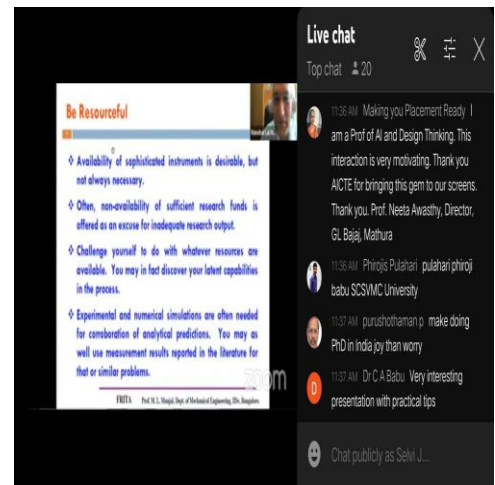 Be Resourceful
Availability of sophisticated instruments is desirable, but
not always necessary.
Often, non-availability of sufficient research funds is
offered as an excuse for inadequate research output.
Challenge yourself to do with whatever resources are
available. You may in fact discover your latent capabilities
in the process.
Experimental and numerical simulations are often needed
for corroboration of analytical predictions. You may as
well use measurement results reported in the literature for
that or similar problems.
zoom
FRITA Prof M. L. Munjal, Dept. of Mechanical Engineering, IISc, Bangalore
Live chat
Top chat 20
11:36 AM Making you Placement Ready I
am a Prof of AI and Design Thinking. This
interaction is very motivating. Thank you
AICTE for bringing this gem to our screens.
Thank you. Prof. Neeta Awasthy, Director,
GL Bajaj, Mathura
11:36 AM Phirojis Pulahari pulahari phiroji
babu SCSVMC University
11:37 AM purushothaman p make doing
PhD in India joy than worry
D
11:37 AM Dr C A Babu Very interesting
presentation with practical tips
Chat publicly as Selvi J...